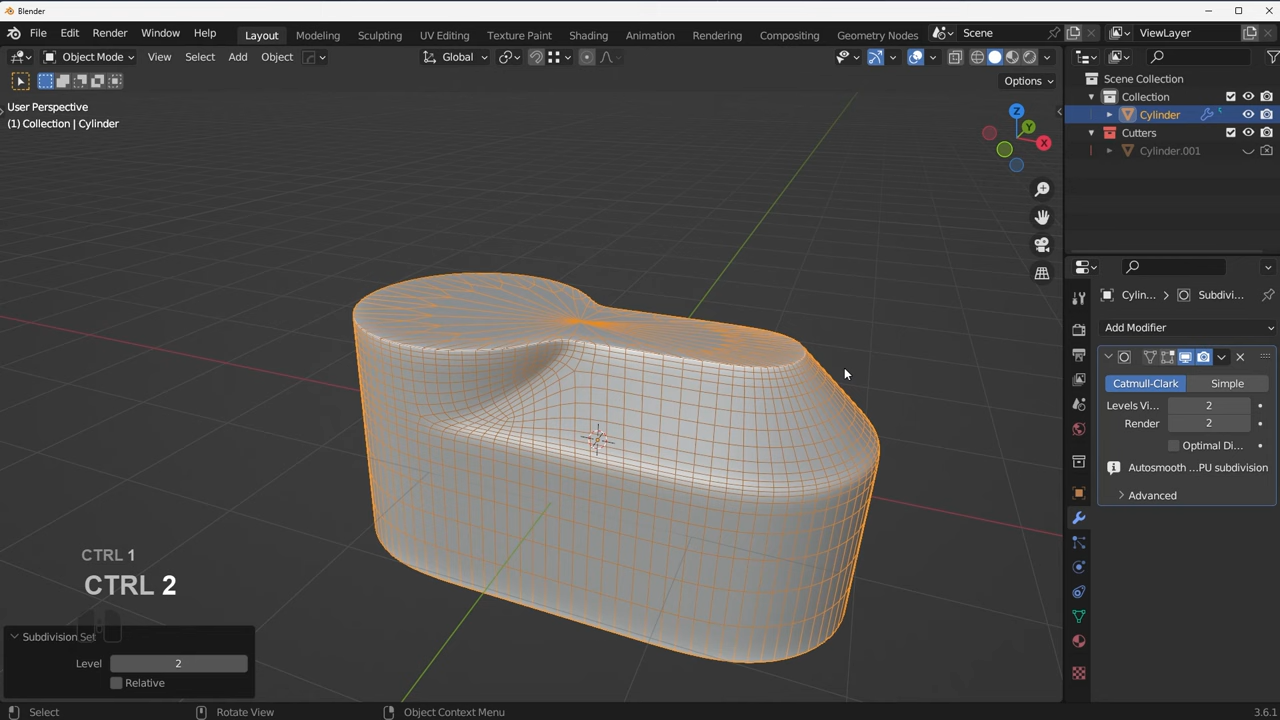 Blender
File Edit Render Window Help
Layout Modeling Sculpting UV Editing Texture Paint Shading Animation Rendering Compositing Geometry Nodes
Scene
ViewLayer
Object Mode View Select Add Object
Global
Options
User Perspective
(1) Collection | Cylinder
Z
Y
X
Scene Collection
Collection
Cylinder
Cutters
Cylinder.001
Cylin... Subdivi...
Add Modifier
Catmull-Clark Simple
Levels Vi... 2
Render 2
Optimal Di...
Autosmooth ...PU subdivision
Advanced
CTRL 1
CTRL 2
Subdivision Set
Level 2
Relative
Select Rotate View Object Context Menu
3.6.1